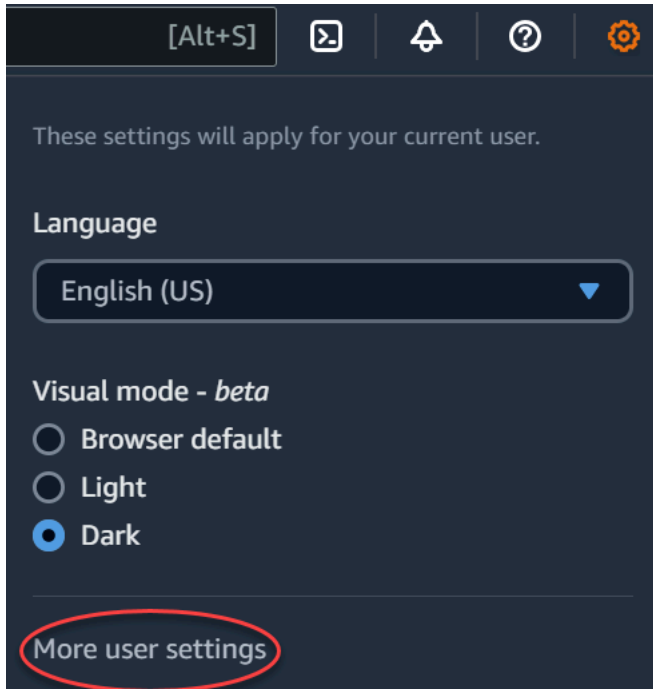 [Alt+S]
These settings will apply for your current user.
Language
English (US)
Visual mode - beta
Browser default
Light
Dark
More user settings